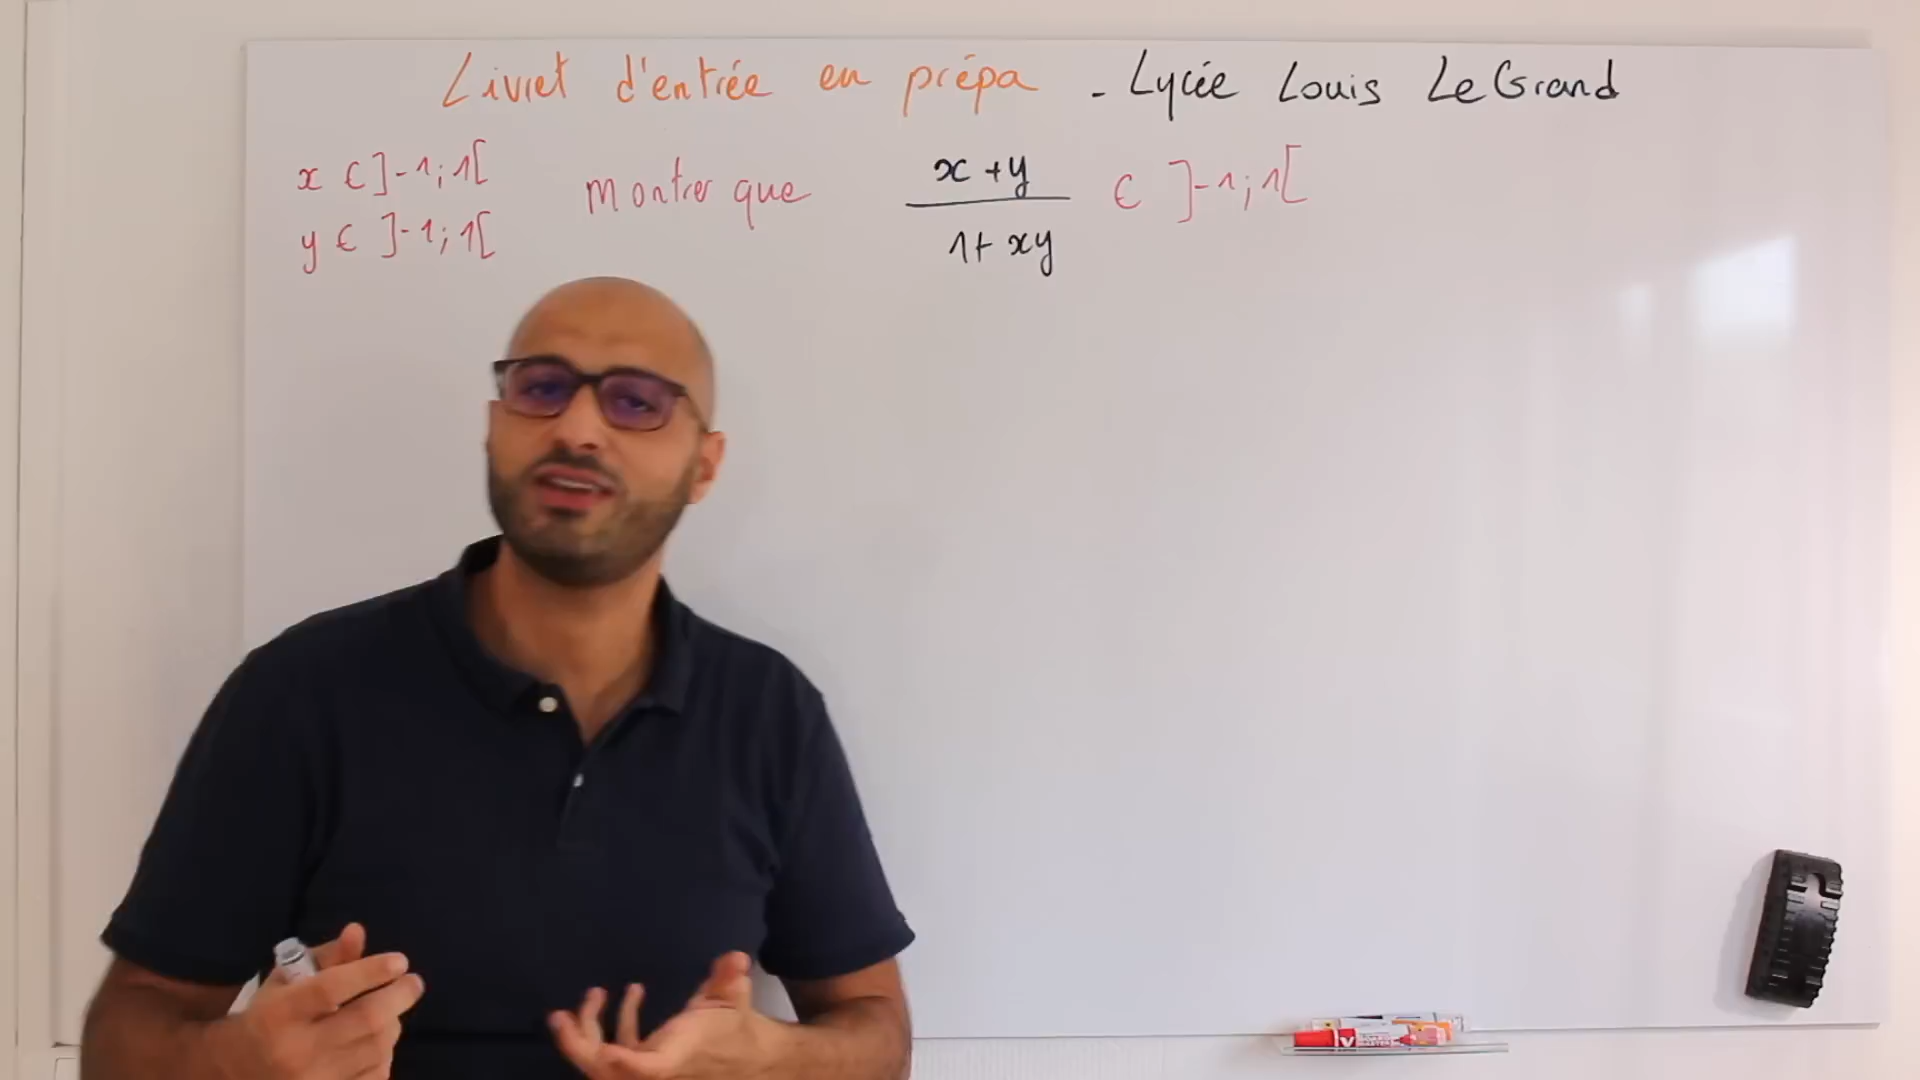 Livret d'entrée en prépa - Lycée Louis Le Grand
x ∈ ]-1;1[
y ∈ ]-1;1[
Montrer que
x+y
1+xy
∈ ]-1;1[
V